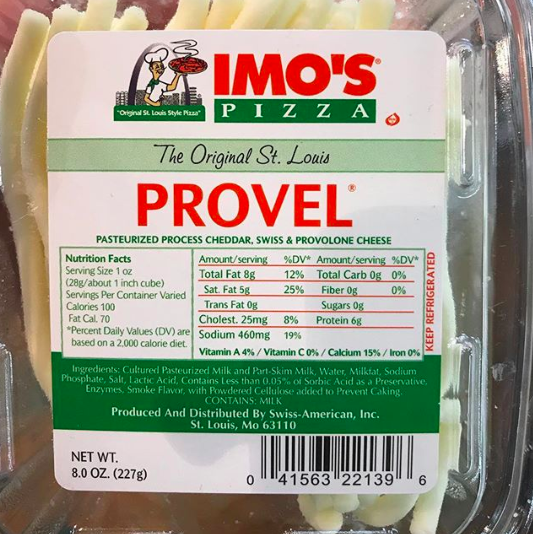 IMO'S®
PIZZA
"Original St. Louis Style Pizza"
The Original St. Louis
PROVEL®
PASTEURIZED PROCESS CHEDDAR, SWISS & PROVOLONE CHEESE
Nutrition Facts
Serving Size 1 oz
(28g/about 1 inch cube)
Servings Per Container Varied
Calories 100
Fat Cal. 70
*Percent Daily Values (DV) are
based on a 2,000 calorie diet.
Amount/serving %DV* Amount/serving %DV*
Total Fat 8g 12% Total Carb 0g 0%
Sat. Fat 5g 25% Fiber 0g 0%
Trans Fat 0g Sugars 0g
Cholest. 25mg 8% Protein 6g
Sodium 460mg 19%
Vitamin A 4% / Vitamin C 0% / Calcium 15% / Iron 0%
KEEP REFRIGERATED
Ingredients: Cultured Pasteurized Milk and Part-Skim Milk, Water, Milkfat, Sodium
Phosphate, Salt, Lactic Acid, Contains Less than 0.05% of Sorbic Acid as a Preservative,
Enzymes, Smoke Flavor, with Powdered Cellulose added to Prevent Caking.
CONTAINS: MILK
Produced And Distributed By Swiss-American, Inc.
St. Louis, Mo 63110
NET WT.
8.0 OZ. (227g)
0 41563 22139 6